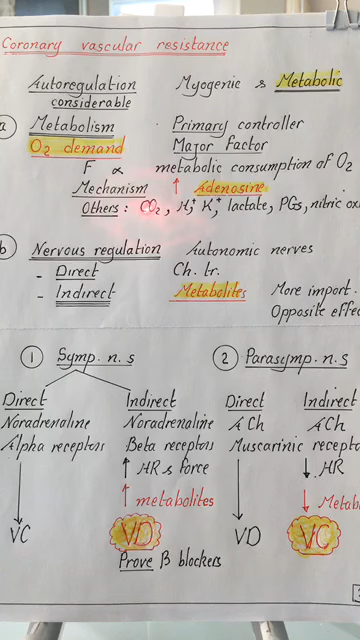 Coronary vascular resistance
Autoregulation Myogenic & Metabolic
considerable
a Metabolism Primary controller
O2 demand Major Factor
F ∝ metabolic consumption of O2
Mechanism ↑ Adenosine
Others : CO2, H+, K+, lactate, PGs, nitric ox
b Nervous regulation Autonomic nerves
- Direct Ch. tr.
- Indirect Metabolites More import.
Opposite effec
1 Symp. n. s 2 Parasymp. n. s
Direct Indirect Direct Indirect
Noradrenaline Noradrenaline ACh ACh
Alpha receptors Beta receptors Muscarinic recepto
↑ HR & force ↓ HR
↑ metabolites ↓ Metab
VC VD VD VC
Prove β blockers